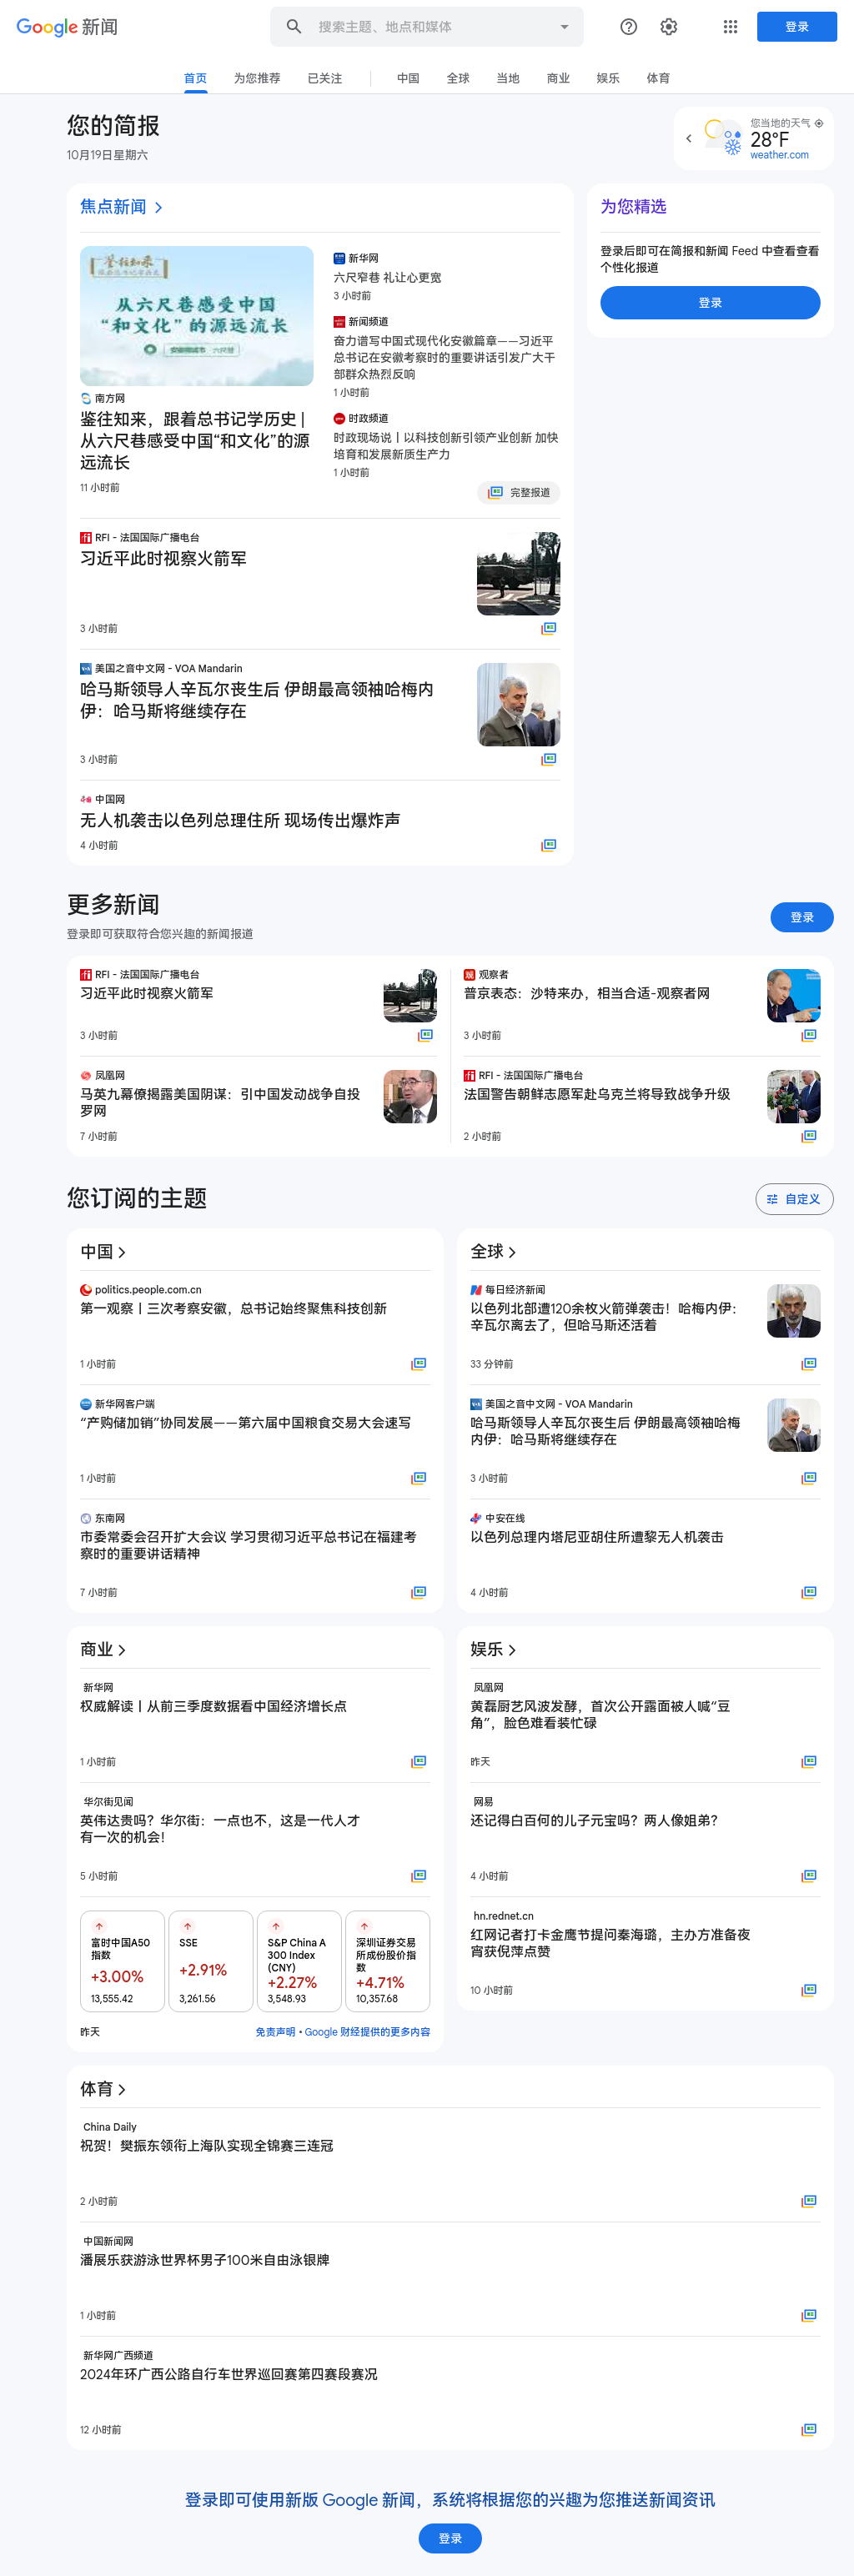 Google 新闻
搜索主题、地点和媒体
登录
首页
为您推荐
已关注
中国
全球
当地
商业
娱乐
体育
您的简报
10月19日星期六
您当地的天气
28°F
weather.com
焦点新闻
从六尺巷感受中国
“和文化”的源远流长
南方网
鉴往知来，跟着总书记学历史 |
从六尺巷感受中国“和文化”的源
远流长
11 小时前
新华网
六尺窄巷 礼让心更宽
3 小时前
新闻频道
奋力谱写中国式现代化安徽篇章——习近平
总书记在安徽考察时的重要讲话引发广大干
部群众热烈反响
1 小时前
时政频道
时政现场说丨以科技创新引领产业创新 加快
培育和发展新质生产力
1 小时前
完整报道
RFI - 法国国际广播电台
习近平此时视察火箭军
3 小时前
美国之音中文网 - VOA Mandarin
哈马斯领导人辛瓦尔丧生后 伊朗最高领袖哈梅内
伊：哈马斯将继续存在
3 小时前
中国网
无人机袭击以色列总理住所 现场传出爆炸声
4 小时前
为您精选
登录后即可在简报和新闻 Feed 中查看查看
个性化报道
登录
更多新闻
登录即可获取符合您兴趣的新闻报道
登录
RFI - 法国国际广播电台
习近平此时视察火箭军
3 小时前
观察者
普京表态：沙特来办，相当合适-观察者网
3 小时前
凤凰网
马英九幕僚揭露美国阴谋：引中国发动战争自投
罗网
7 小时前
RFI - 法国国际广播电台
法国警告朝鲜志愿军赴乌克兰将导致战争升级
2 小时前
您订阅的主题
自定义
中国
politics.people.com.cn
第一观察丨三次考察安徽，总书记始终聚焦科技创新
1 小时前
新华网客户端
“产购储加销”协同发展——第六届中国粮食交易大会速写
1 小时前
东南网
市委常委会召开扩大会议 学习贯彻习近平总书记在福建考
察时的重要讲话精神
7 小时前
全球
每日经济新闻
以色列北部遭120余枚火箭弹袭击！哈梅内伊：
辛瓦尔离去了，但哈马斯还活着
33 分钟前
美国之音中文网 - VOA Mandarin
哈马斯领导人辛瓦尔丧生后 伊朗最高领袖哈梅
内伊：哈马斯将继续存在
3 小时前
中安在线
以色列总理内塔尼亚胡住所遭黎无人机袭击
4 小时前
商业
新华网
权威解读丨从前三季度数据看中国经济增长点
1 小时前
华尔街见闻
英伟达贵吗？华尔街：一点也不，这是一代人才
有一次的机会！
5 小时前
富时中国A50
指数
+3.00%
13,555.42
SSE
+2.91%
3,261.56
S&P China A
300 Index
(CNY)
+2.27%
3,548.93
深圳证券交易
所成份股价指
数
+4.71%
10,357.68
昨天
免责声明 • Google 财经提供的更多内容
娱乐
凤凰网
黄磊厨艺风波发酵，首次公开露面被人喊“豆
角”，脸色难看装忙碌
昨天
网易
还记得白百何的儿子元宝吗？两人像姐弟？
4 小时前
hn.rednet.cn
红网记者打卡金鹰节提问秦海璐，主办方准备夜
宵获倪萍点赞
10 小时前
体育
China Daily
祝贺！樊振东领衔上海队实现全锦赛三连冠
2 小时前
中国新闻网
潘展乐获游泳世界杯男子100米自由泳银牌
1 小时前
新华网广西频道
2024年环广西公路自行车世界巡回赛第四赛段赛况
12 小时前
登录即可使用新版 Google 新闻，系统将根据您的兴趣为您推送新闻资讯
登录